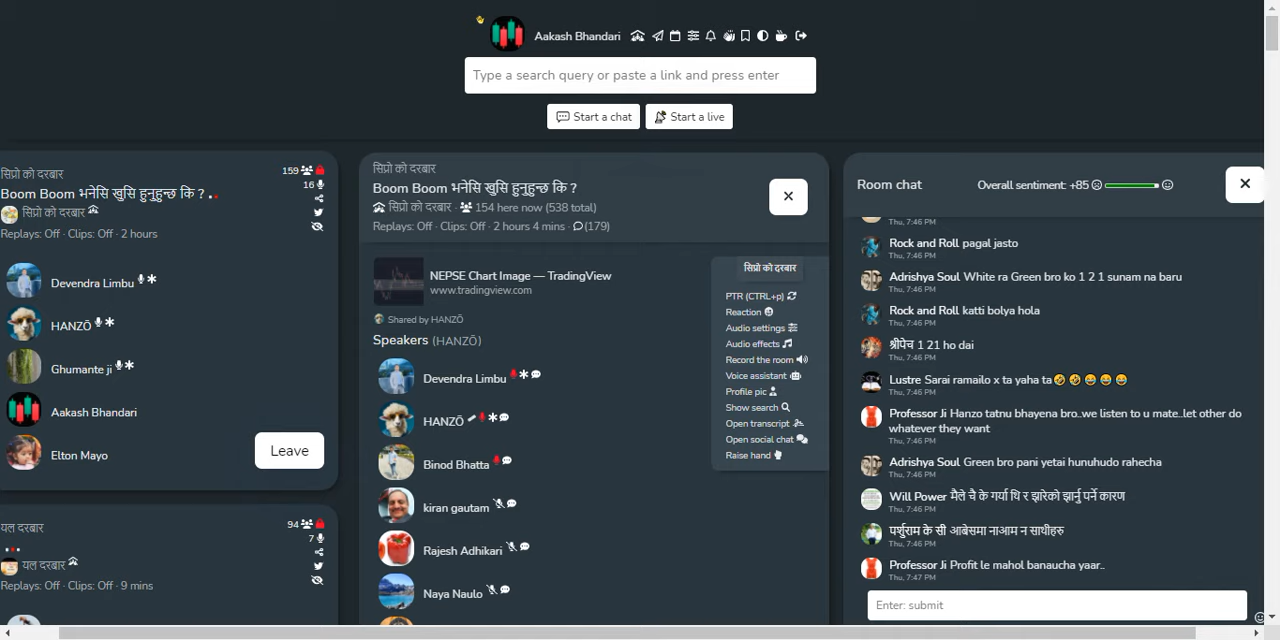 Aakash Bhandari
Type a search query or paste a link and press enter
Start a chat
Start a live
सिप्रो को दरबार
159
Boom Boom भनेसि खुसि हुनुहुन्छ कि ? ..
16
सिप्रो को दरबार
Replays: Off · Clips: Off · 2 hours
Devendra Limbu
HANZŌ
Ghumante ji
Aakash Bhandari
Elton Mayo
Leave
यल दरबार
94
7
यल दरबार
Replays: Off · Clips: Off · 9 mins
सिप्रो को दरबार
Boom Boom भनेसि खुसि हुनुहुन्छ कि ?
सिप्रो को दरबार · 154 here now (538 total)
Replays: Off · Clips: Off · 2 hours 4 mins · (179)
NEPSE Chart Image — TradingView
www.tradingview.com
Shared by HANZŌ
Speakers (HANZŌ)
Devendra Limbu
HANZŌ
Binod Bhatta
kiran gautam
Rajesh Adhikari
Naya Naulo
सिप्रो को दरबार
PTR (CTRL+p)
Reaction
Audio settings
Audio effects
Record the room
Voice assistant
Profile pic
Show search
Open transcript
Open social chat
Raise hand
Room chat
Overall sentiment: +85
Thu, 7:46 PM
Rock and Roll pagal jasto
Thu, 7:46 PM
Adrishya Soul White ra Green bro ko 1 2 1 sunam na baru
Thu, 7:46 PM
Rock and Roll katti bolya hola
Thu, 7:46 PM
श्रीपेच 1 21 ho dai
Thu, 7:46 PM
Lustre Sarai ramailo x ta yaha ta🤣🤣😂😂😂
Thu, 7:46 PM
Professor Ji Hanzo tatnu bhayena bro..we listen to u mate..let other do
whatever they want
Thu, 7:46 PM
Adrishya Soul Green bro pani yetai hunuhudo rahecha
Thu, 7:46 PM
Will Power मैले चै के गर्या थि र झारेको झार्नु पर्ने कारण
Thu, 7:46 PM
पर्शुराम के सी आबेसमा नाआम न साथीहरु
Thu, 7:46 PM
Professor Ji Profit le mahol banaucha yaar..
Thu, 7:47 PM
Enter: submit